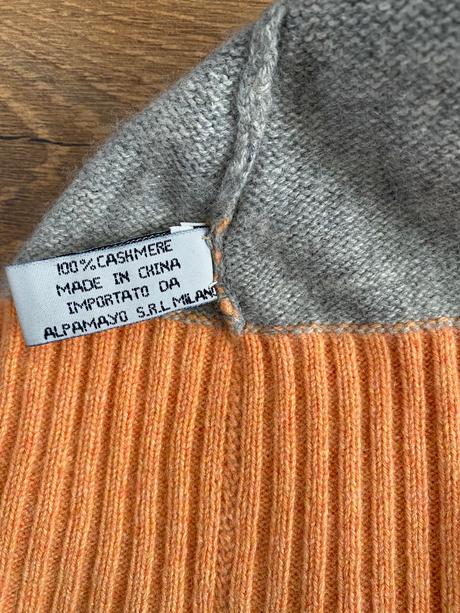 100% CASHMERE
MADE IN CHINA
IMPORTATO DA
ALPAMAYO S.R.L MILANO